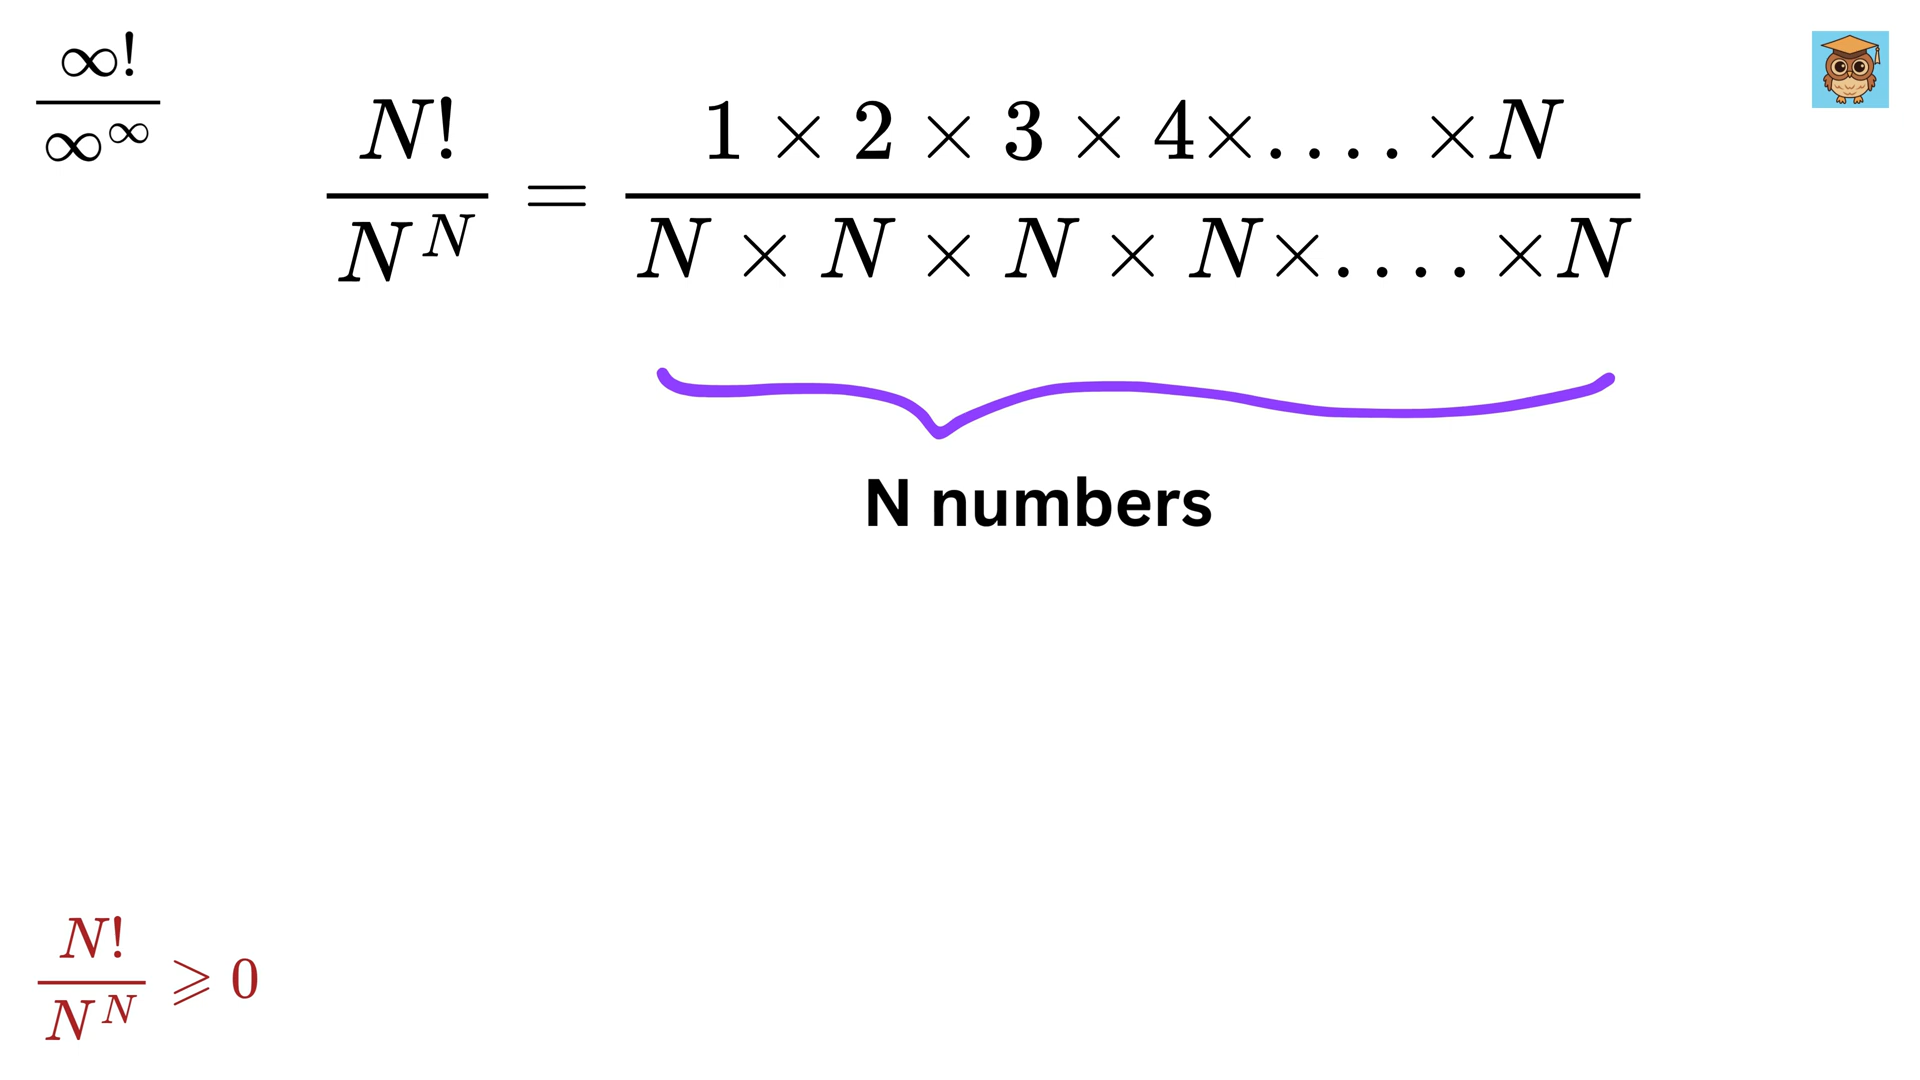 ∞!
∞^∞
N!/N^N = 1 × 2 × 3 × 4×. . . . ×N / N × N × N × N×. . . . ×N
N numbers
N!/N^N ⩾ 0